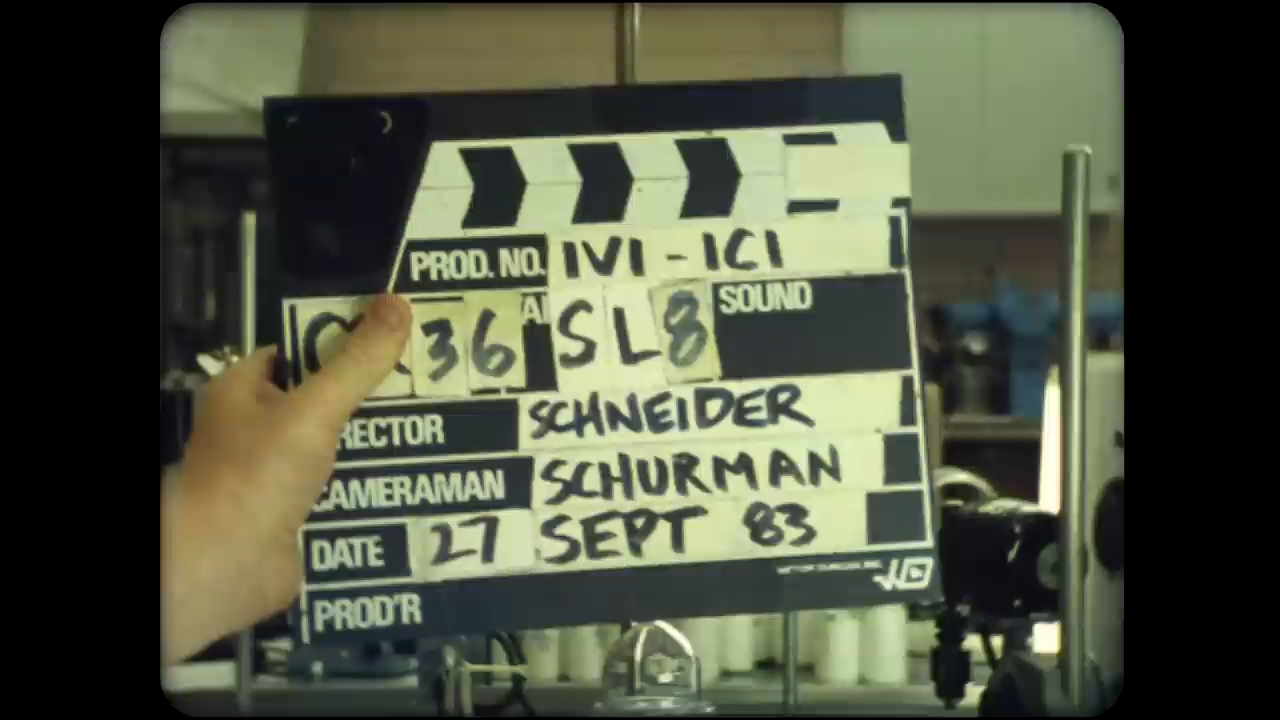 PROD. NO. IVI-ICI
36 SL8 SOUND
RECTOR SCHNEIDER
CAMERAMAN SCHURMAN
DATE 27 SEPT 83
PROD'R